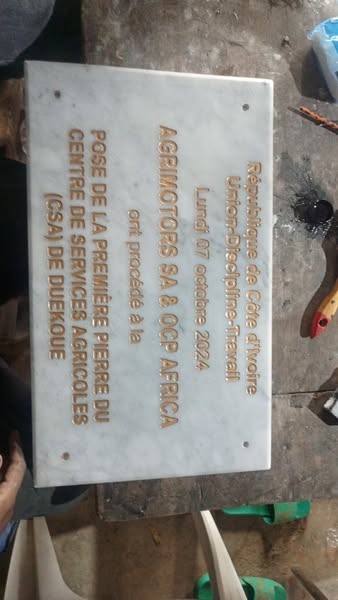 République de Côte d'Ivoire
Union-Discipline-Travail
Lundi 07 octobre 2024
AGRIMOTORS SA & OCP AFRICA
ont procédé à la
POSE DE LA PREMIÈRE PIERRE DU
CENTRE DE SERVICES AGRICOLES
(CSA) DE DUEKOUE